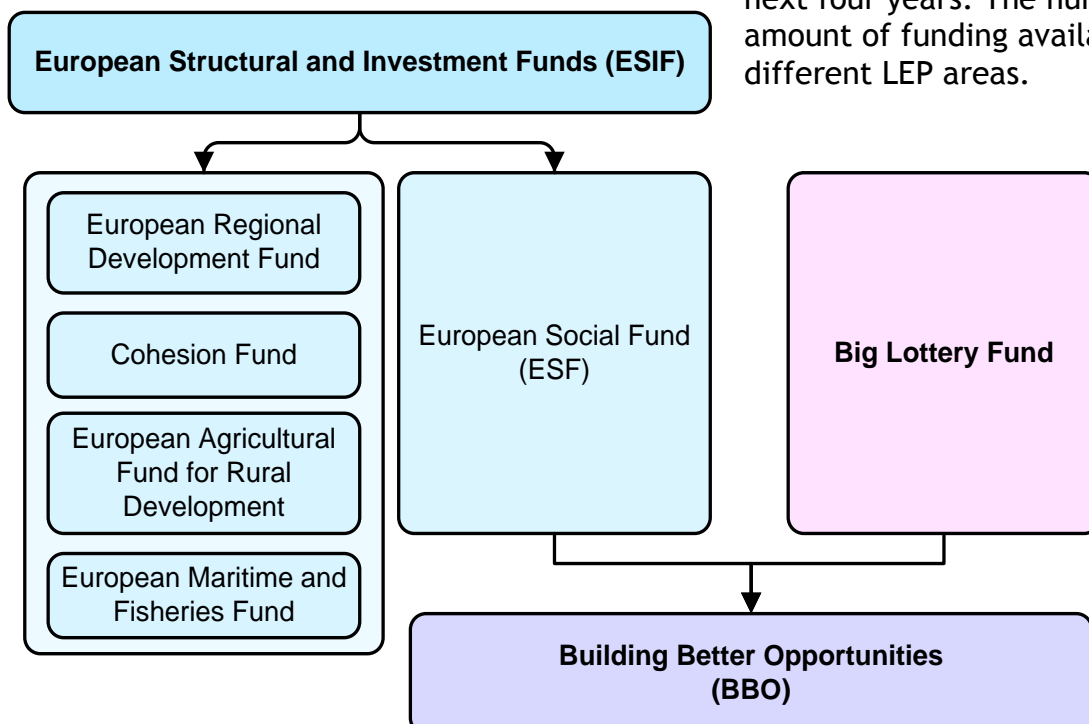 next four years. The
amount of funding
different LEP areas.
European Structural and Investment Funds (ESIF)
European Regional
Development Fund
Cohesion Fund
European Agricultural
Fund for Rural
Development
European Maritime and
Fisheries Fund
European Social Fund
(ESF)
Big Lottery Fund
Building Better Opportunities
(BBO)